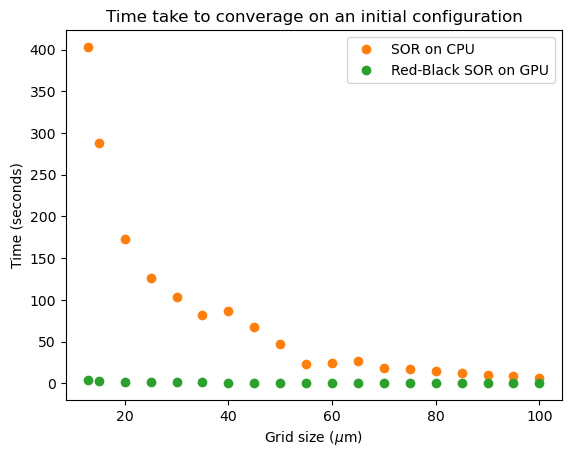 Time take to converage on an initial configuration
SOR on CPU
Red-Black SOR on GPU
Time (seconds)
400
350
300
250
200
150
100
50
0
20
40
60
80
100
Grid size (μm)